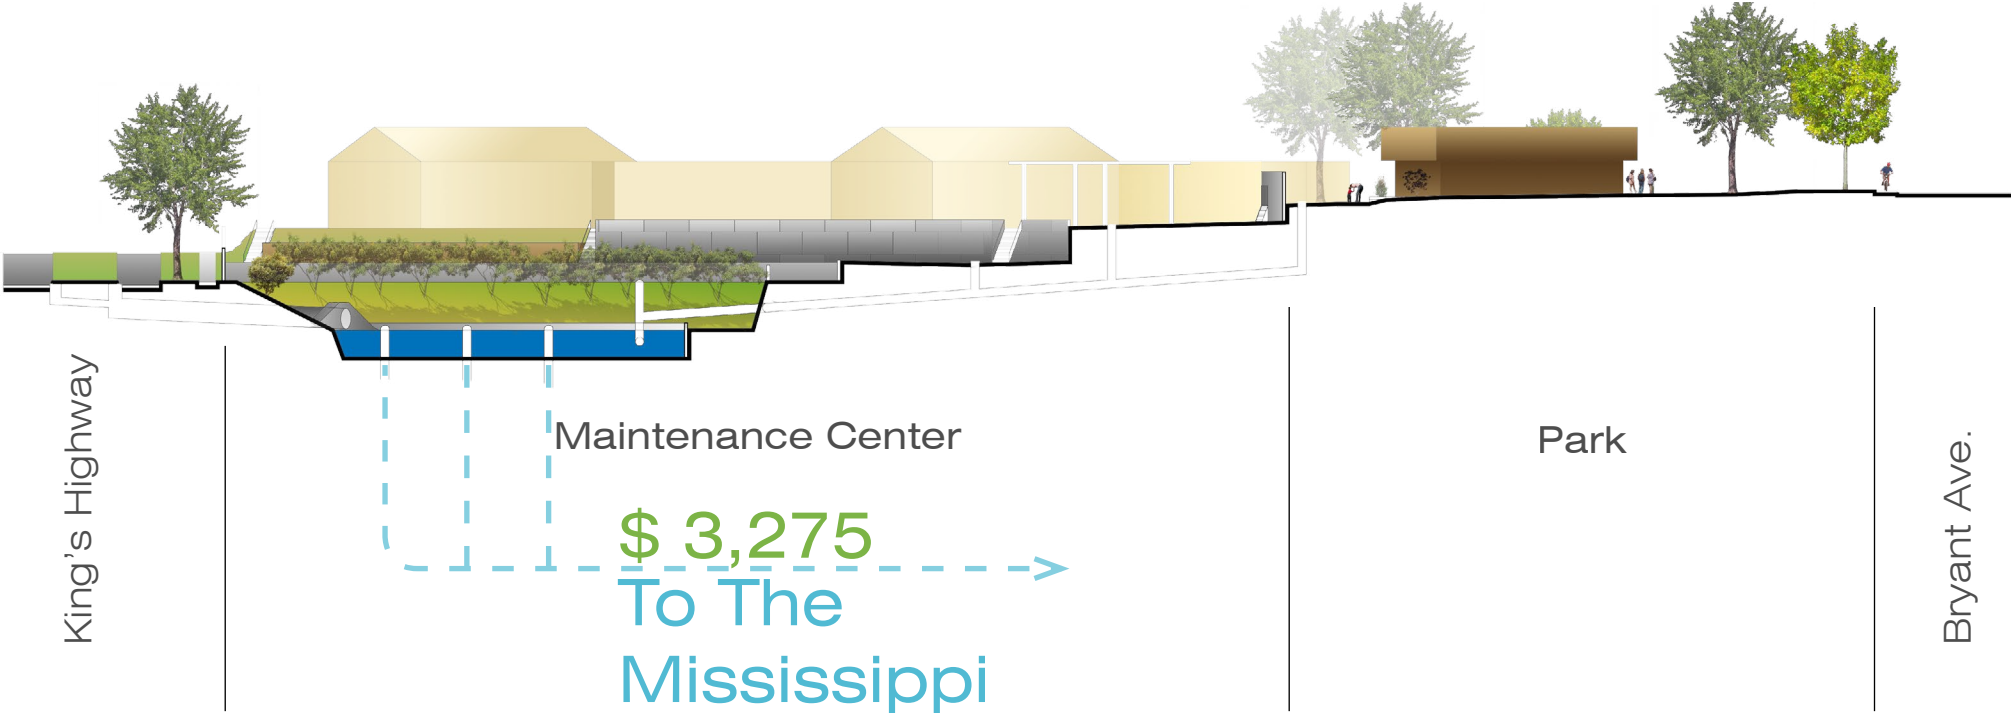 King's Highway
Maintenance Center
$ 3,275
To The
Mississippi
Park
Bryant Ave.